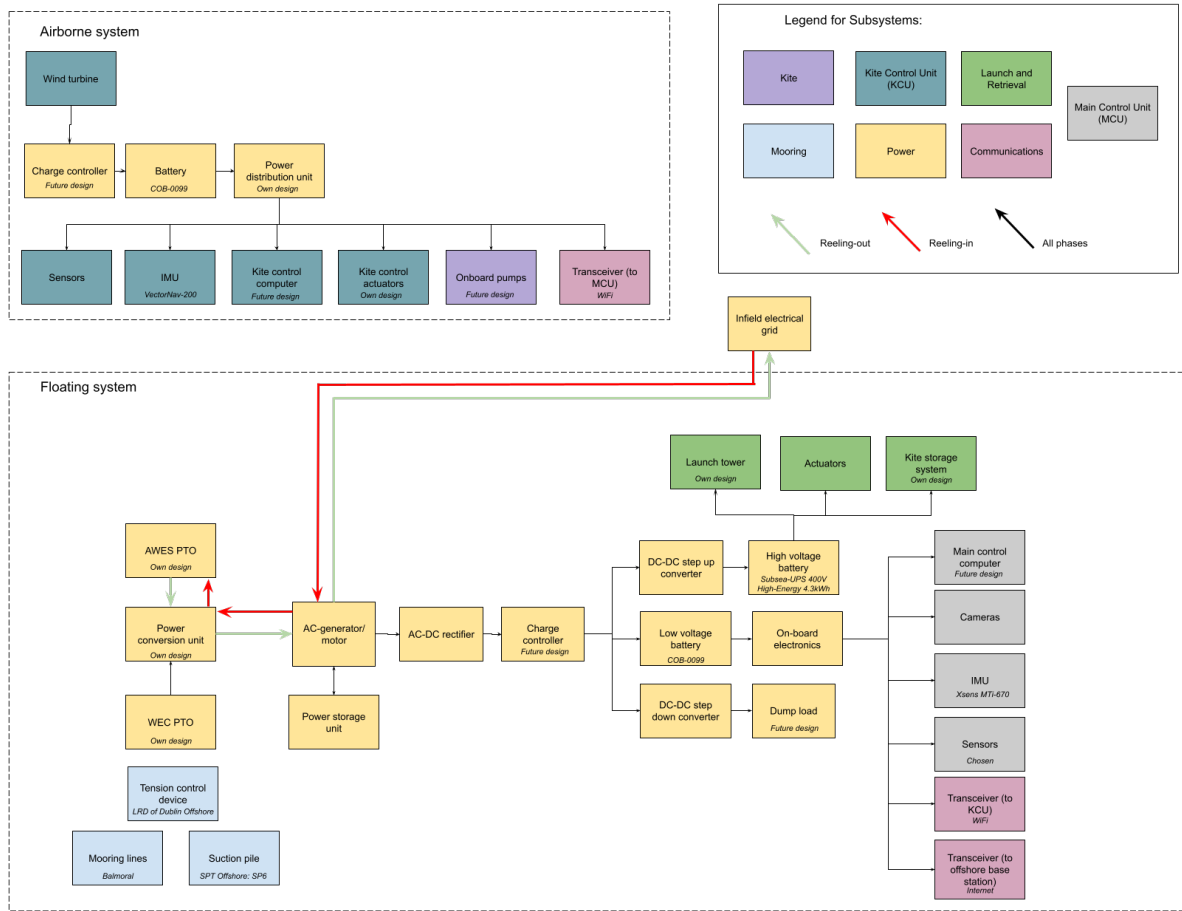 Airborne system
Wind turbine
Charge controller
Future design
Battery
COB-0099
Power
distribution unit
Own design
Sensors
IMU
VectorNav-200
Kite control
computer
Future design
Kite control
actuators
Own design
Onboard pumps
Future design
Transceiver (to
MCU)
WiFi
Legend for Subsystems:
Kite
Kite Control Unit
(KCU)
Launch and
Retrieval
Main Control Unit
(MCU)
Mooring
Power
Communications
Reeling-out
Reeling-in
All phases
Infield electrical
grid
Floating system
Launch tower
Own design
Actuators
Kite storage
system
Own design
AWES PTO
Own design
Power
conversion unit
Own design
WEC PTO
Own design
AC-generator/
motor
Power storage
unit
AC-DC rectifier
Charge
controller
Future design
DC-DC step up
converter
High voltage
battery
Subsea-UPS 400V
High-Energy 4.3kWh
Low voltage
battery
COB-0099
On-board
electronics
DC-DC step
down converter
Dump load
Future design
Main control
computer
Future design
Cameras
IMU
Xsens MTi-670
Sensors
Chosen
Transceiver (to
KCU)
WiFi
Transceiver (to
offshore base
station)
Internet
Tension control
device
LRD of Dublin Offshore
Mooring lines
Balmoral
Suction pile
SPT Offshore: SP6